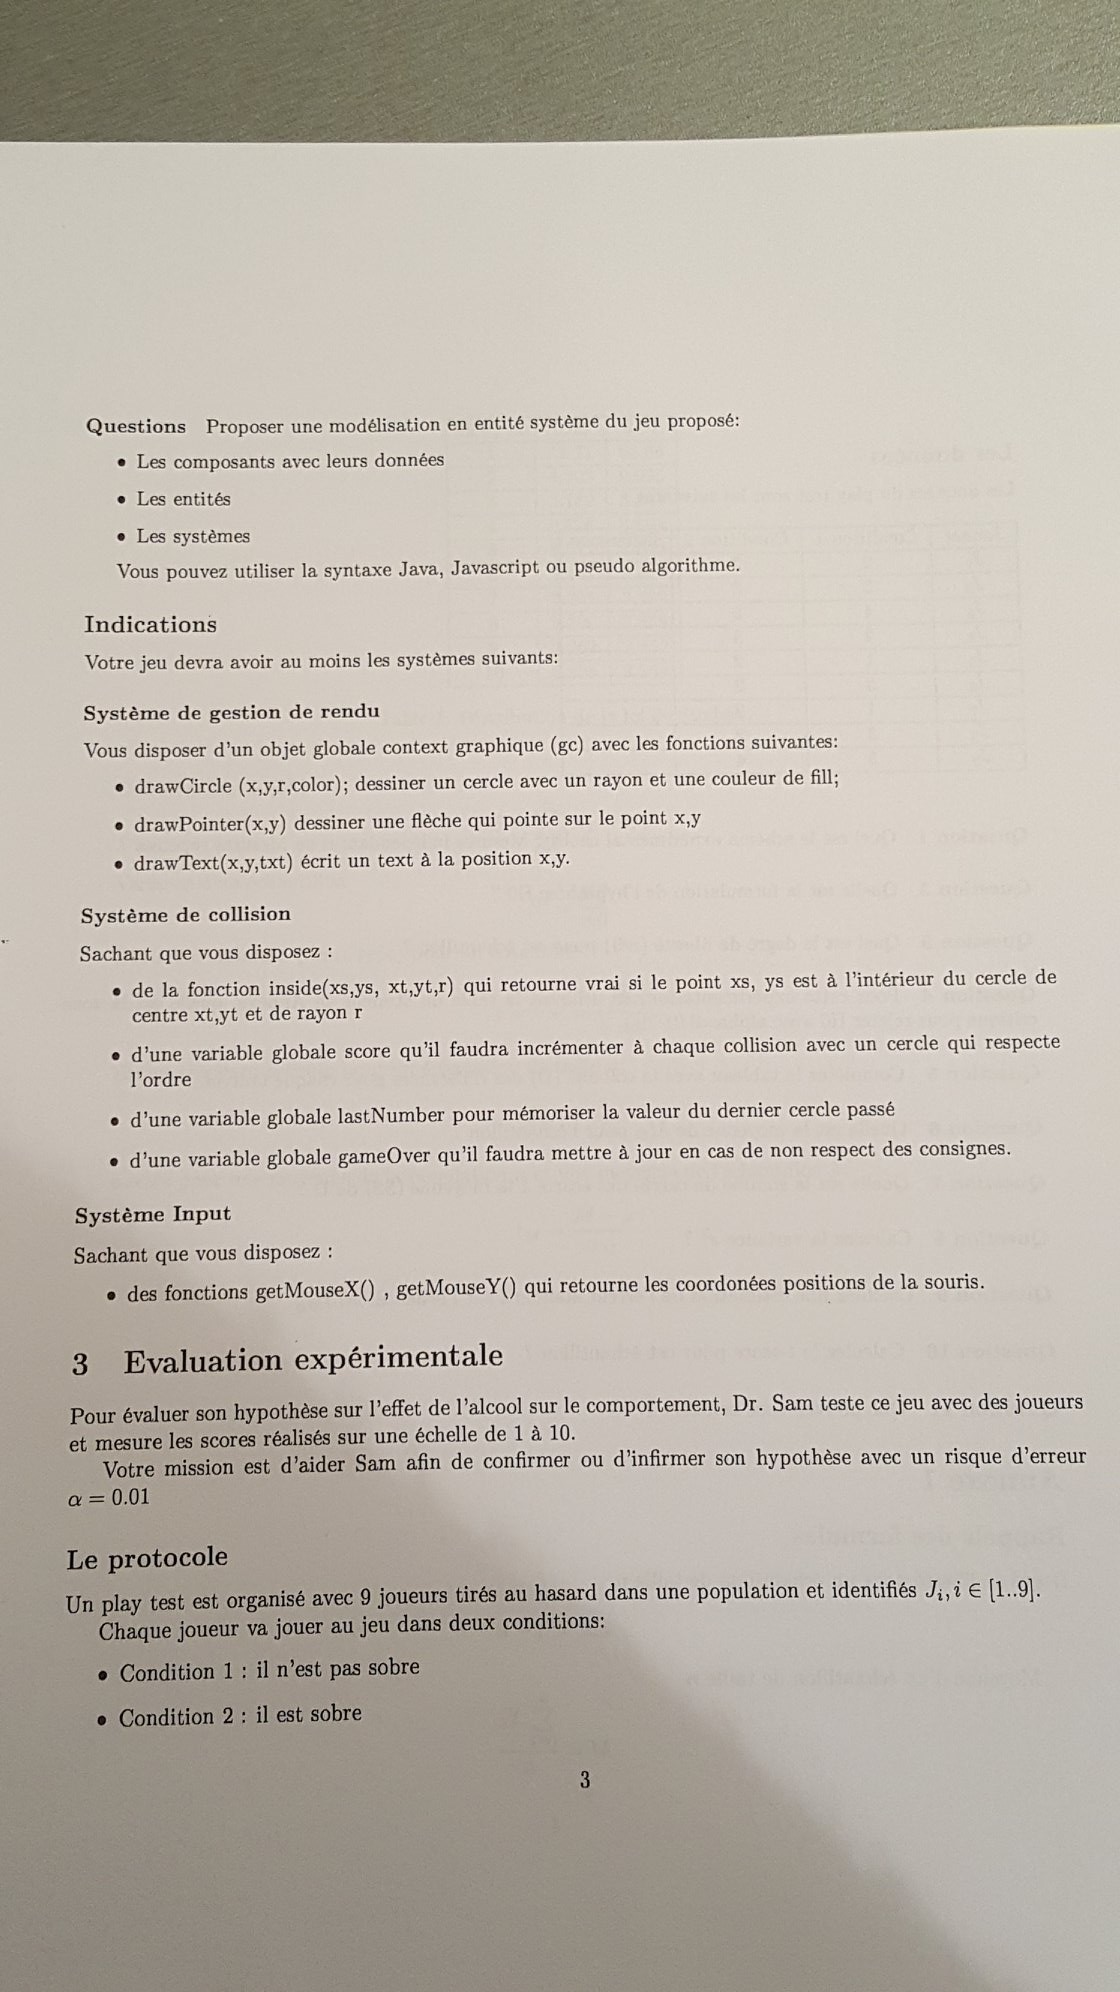 Questions Proposer une modélisation en entité système du jeu proposé:
• Les composants avec leurs données
• Les entités
• Les systèmes
Vous pouvez utiliser la syntaxe Java, Javascript ou pseudo algorithme.
Indications
Votre jeu devra avoir au moins les systèmes suivants:
Système de gestion de rendu
Vous disposer d'un objet globale context graphique (gc) avec les fonctions suivantes:
• drawCircle (x,y,r,color); dessiner un cercle avec un rayon et une couleur de fill;
• drawPointer(x,y) dessiner une flèche qui pointe sur le point x,y
• drawText(x,y,txt) écrit un text à la position x,y.
Système de collision
Sachant que vous disposez :
• de la fonction inside(xs,ys, xt,yt,r) qui retourne vrai si le point xs, ys est à l'intérieur du cercle de
centre xt,yt et de rayon r
• d'une variable globale score qu'il faudra incrémenter à chaque collision avec un cercle qui respecte
l'ordre
• d'une variable globale lastNumber pour mémoriser la valeur du dernier cercle passé
• d'une variable globale gameOver qu'il faudra mettre à jour en cas de non respect des consignes.
Système Input
Sachant que vous disposez :
• des fonctions getMouseX() , getMouseY() qui retourne les coordonées positions de la souris.
3 Evaluation expérimentale
Pour évaluer son hypothèse sur l'effet de l'alcool sur le comportement, Dr. Sam teste ce jeu avec des joueurs
et mesure les scores réalisés sur une échelle de 1 à 10.
Votre mission est d'aider Sam afin de confirmer ou d'infirmer son hypothèse avec un risque d'erreur
α = 0.01
Le protocole
Un play test est organisé avec 9 joueurs tirés au hasard dans une population et identifiés Ji, i ∈ [1..9].
Chaque joueur va jouer au jeu dans deux conditions:
• Condition 1 : il n'est pas sobre
• Condition 2 : il est sobre
3